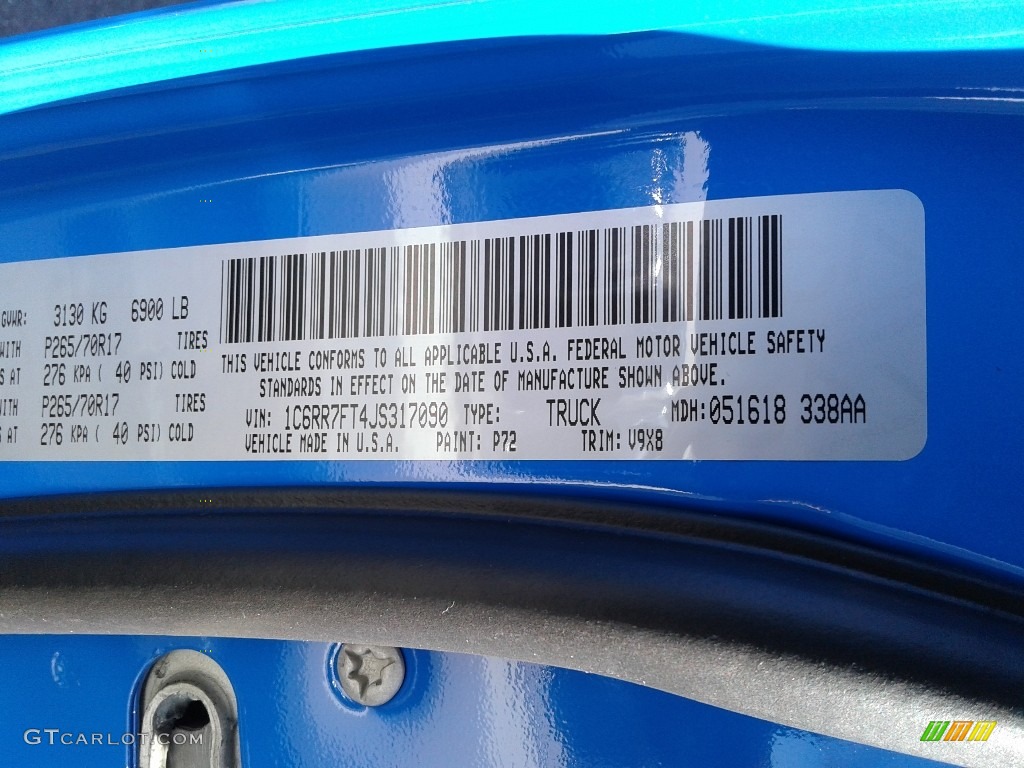 GVWR: 3130 KG 6900 LB
WITH P265/70R17 TIRES
AT 276 KPA ( 40 PSI) COLD
WITH P265/70R17 TIRES
AT 276 KPA ( 40 PSI) COLD
THIS VEHICLE CONFORMS TO ALL APPLICABLE U.S.A. FEDERAL MOTOR VEHICLE SAFETY
STANDARDS IN EFFECT ON THE DATE OF MANUFACTURE SHOWN ABOVE.
VIN: 1C6RR7FT4JS317090 TYPE: TRUCK MDH:051618 338AA
VEHICLE MADE IN U.S.A. PAINT: P72 TRIM: V9X8
GTCARLOT.COM